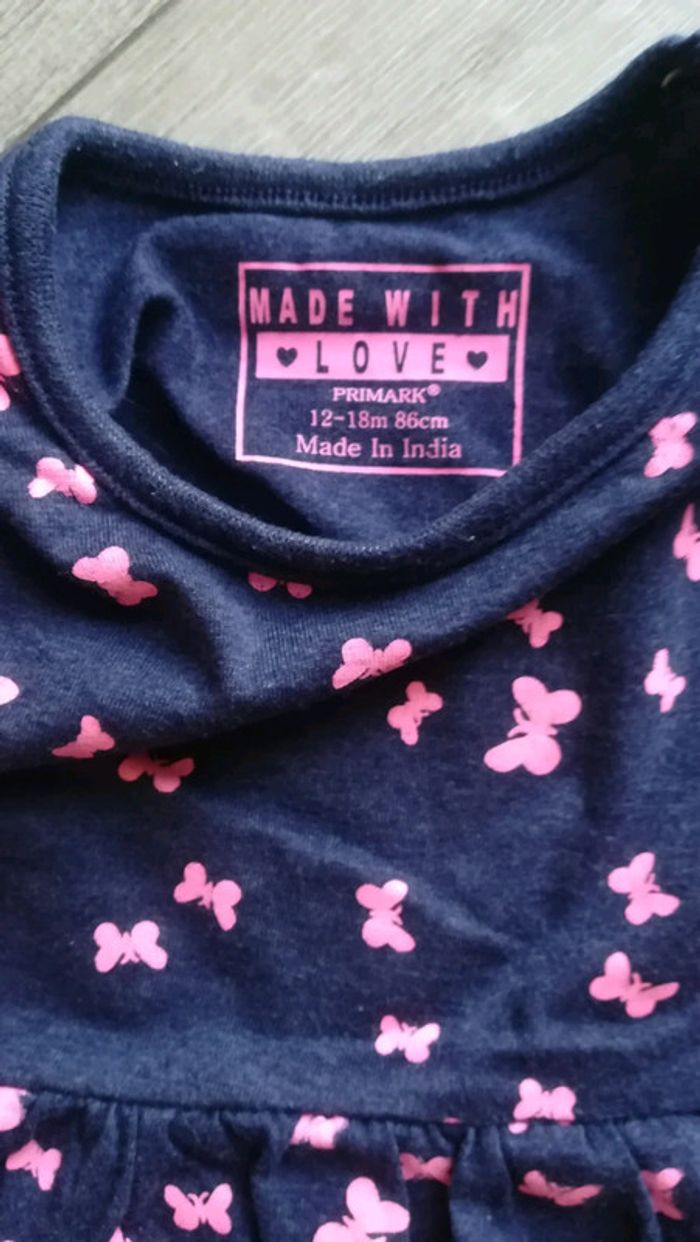 MADE WITH
LOVE
PRIMARK®
12-18m 86cm
Made In India